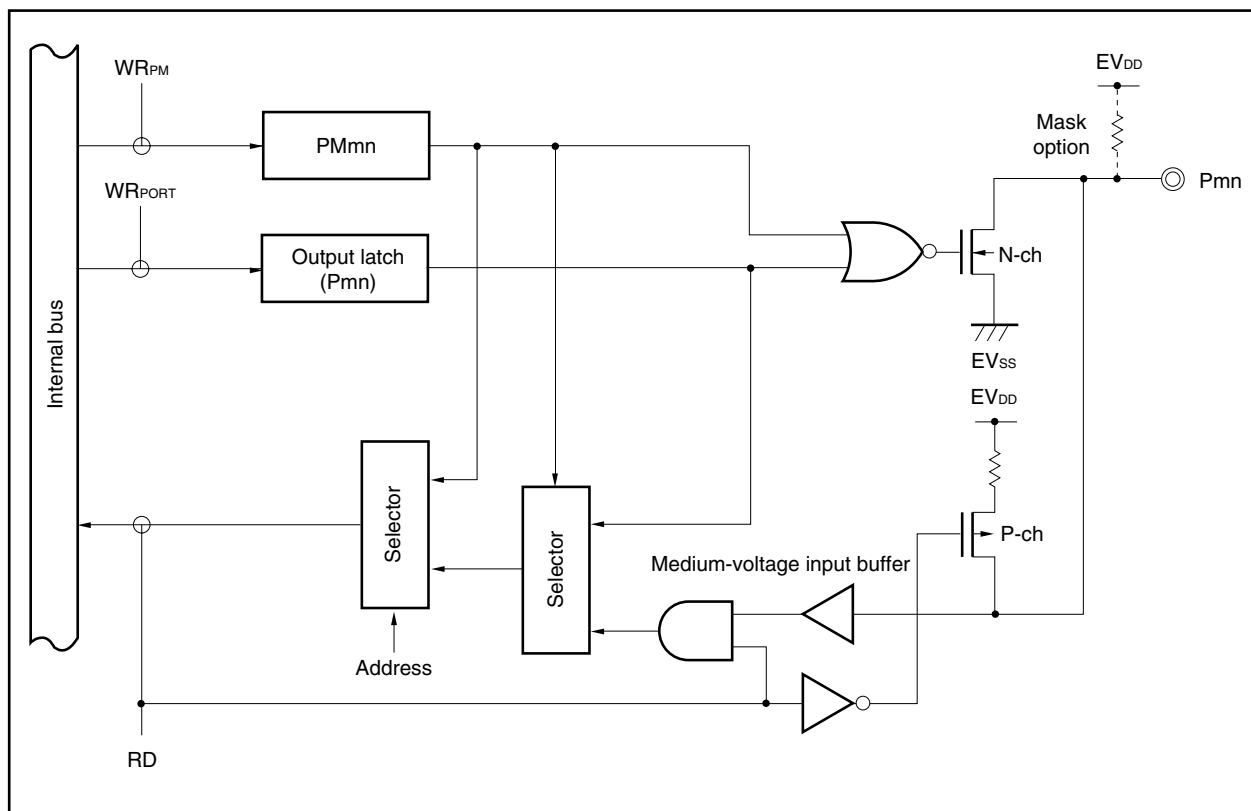 WRPM
EVDD
Mask
option
PMmn
WRPORT
Pmn
Output latch
(Pmn)
N-ch
Internal bus
EVSS
EVDD
Selector
Selector
P-ch
Medium-voltage input buffer
Address
RD